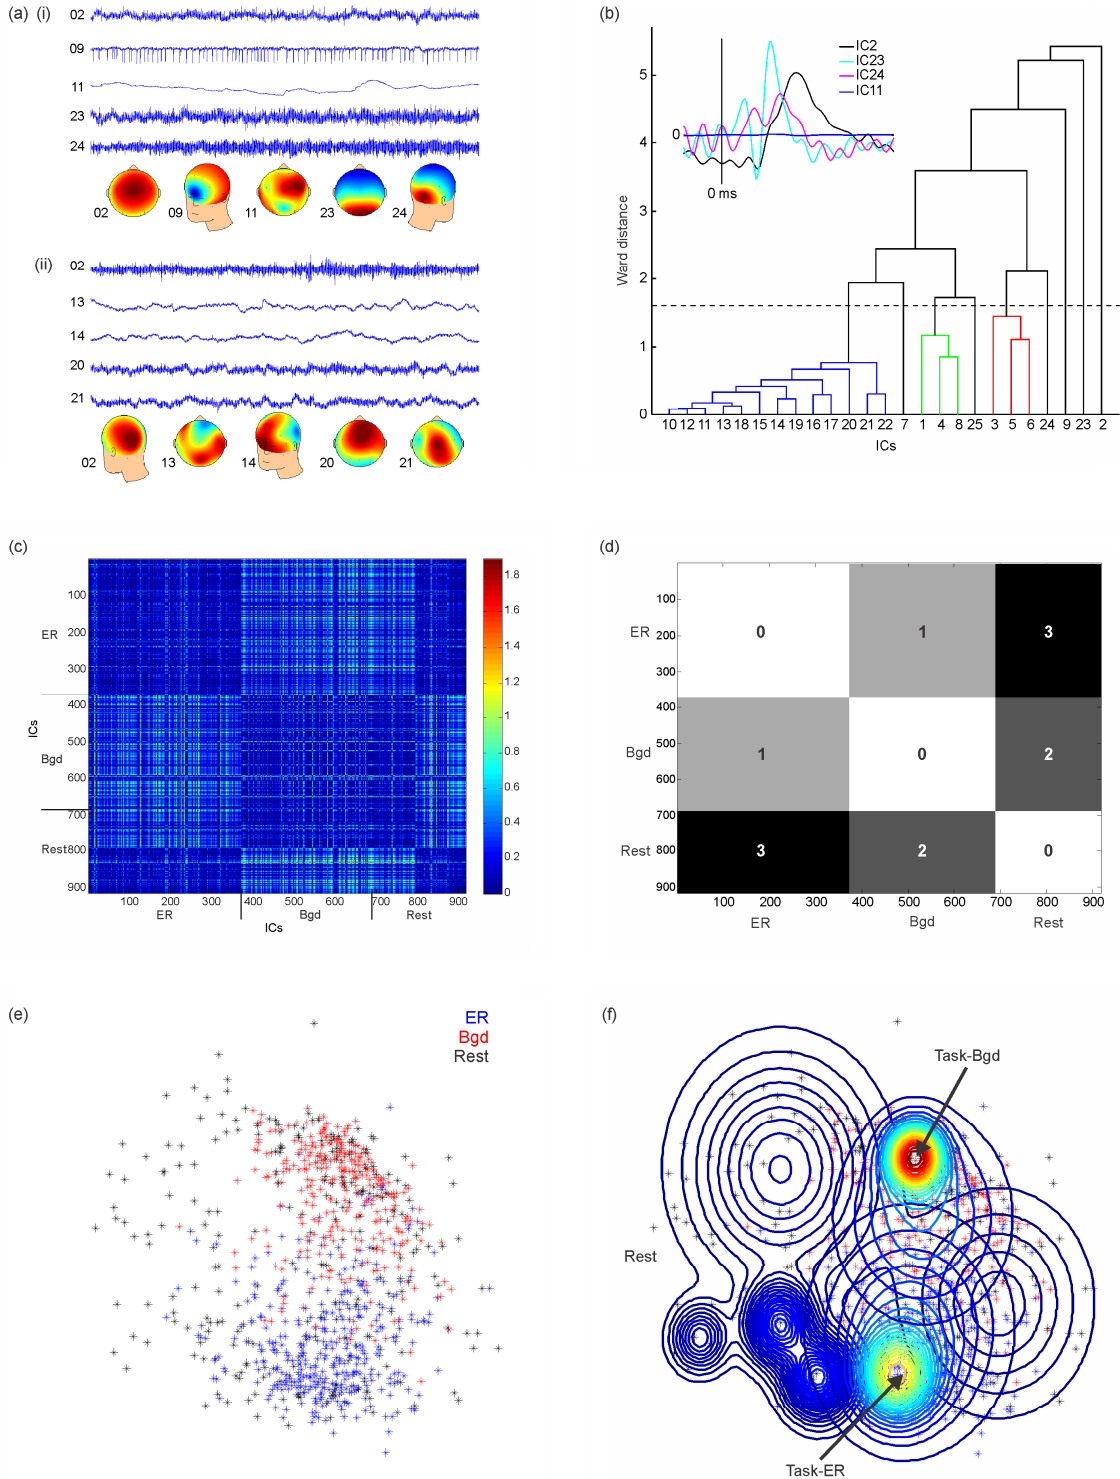 (a) (i)
02
09
11
23
24
02 09 11 23 24
(ii)
02
13
14
20
21
02 13 14 20 21
(b)
IC2
IC23
IC24
IC11
0
0 ms
Ward distance
5
4
3
2
1
0
10 12 11 13 18 15 14 19 16 17 20 21 22 7 1 4 8 25 3 5 6 24 9 23 2
ICs
(c)
100
200
300
400
500
600
700
800
900
ER
Bgd
Rest
ICs
100 200 300 400 500 600 700 800 900
ER Bgd Rest
ICs
1.8
1.6
1.4
1.2
1
0.8
0.6
0.4
0.2
0
(d)
100
200
300
400
500
600
700
800
900
ER
Bgd
Rest
0 1 3
1 0 2
3 2 0
100 200 300 400 500 600 700 800 900
ER Bgd Rest
(e)
ER
Bgd
Rest
(f)
Task-Bgd
Rest
Task-ER